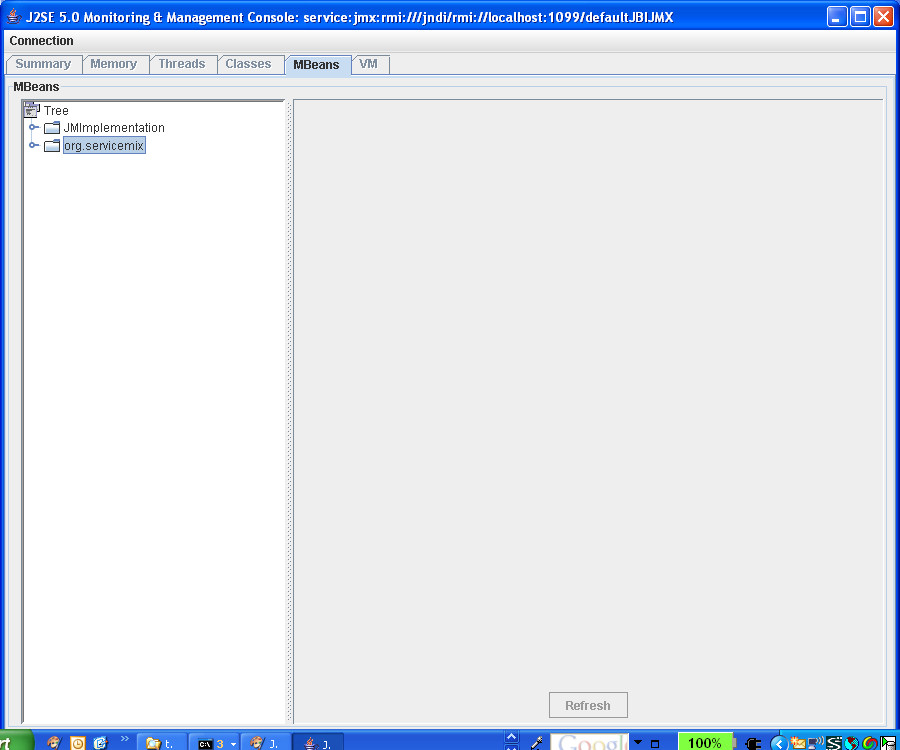 J2SE 5.0 Monitoring & Management Console: service:jmx:rmi:///jndi/rmi://localhost:1099/defaultJBIJMX
Connection
Summary Memory Threads Classes MBeans VM
MBeans
Tree
JMImplementation
org.servicemix
Refresh
rt » t. 3 J. J. Google 100%